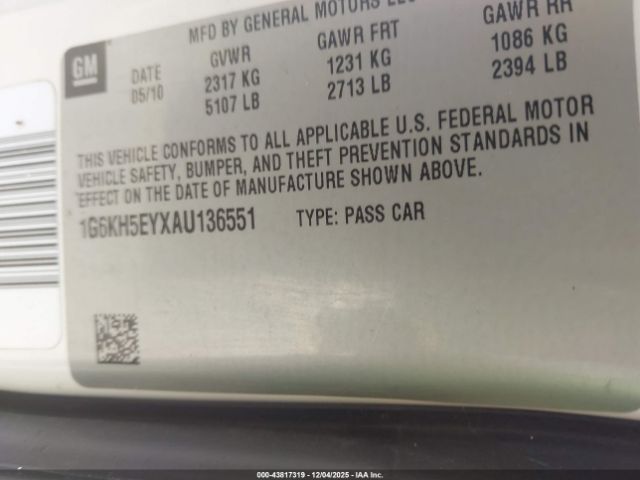 GM
MFD BY GENERAL MOTORS LLC
DATE GVWR GAWR FRT GAWR RR
05/10 2317 KG 1231 KG 1086 KG
5107 LB 2713 LB 2394 LB
THIS VEHICLE CONFORMS TO ALL APPLICABLE U.S. FEDERAL MOTOR
VEHICLE SAFETY, BUMPER, AND THEFT PREVENTION STANDARDS IN
EFFECT ON THE DATE OF MANUFACTURE SHOWN ABOVE.
1G6KH5EYXAU136551 TYPE: PASS CAR
000-43817319 - 12/04/2025 - IAA Inc.